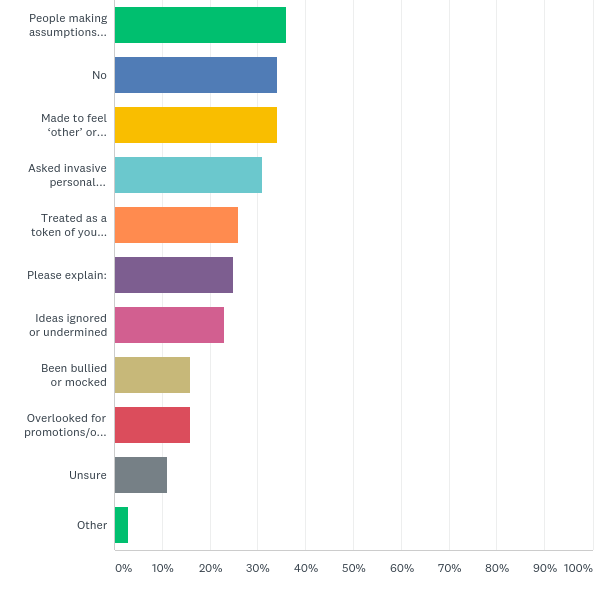 People making
assumptions...
No
Made to feel
‘other’ or...
Asked invasive
personal...
Treated as a
token of you...
Please explain:
Ideas ignored
or undermined
Been bullied
or mocked
Overlooked for
promotions/o...
Unsure
Other
0% 10% 20% 30% 40% 50% 60% 70% 80% 90% 100%